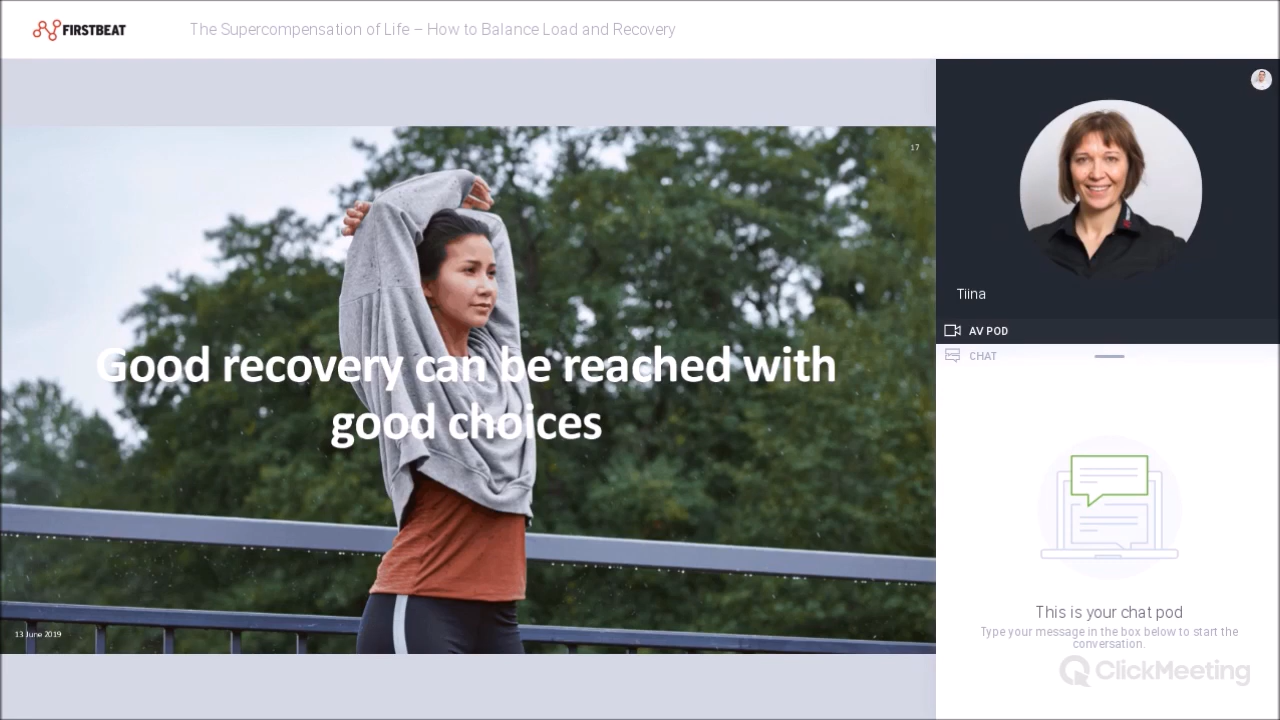 FIRSTBEAT
The Supercompensation of Life – How to Balance Load and Recovery
17
Good recovery can be reached with
good choices
13 June 2019
Tiina
AV POD
CHAT
This is your chat pod
Type your message in the box below to start the
conversation.
ClickMeeting